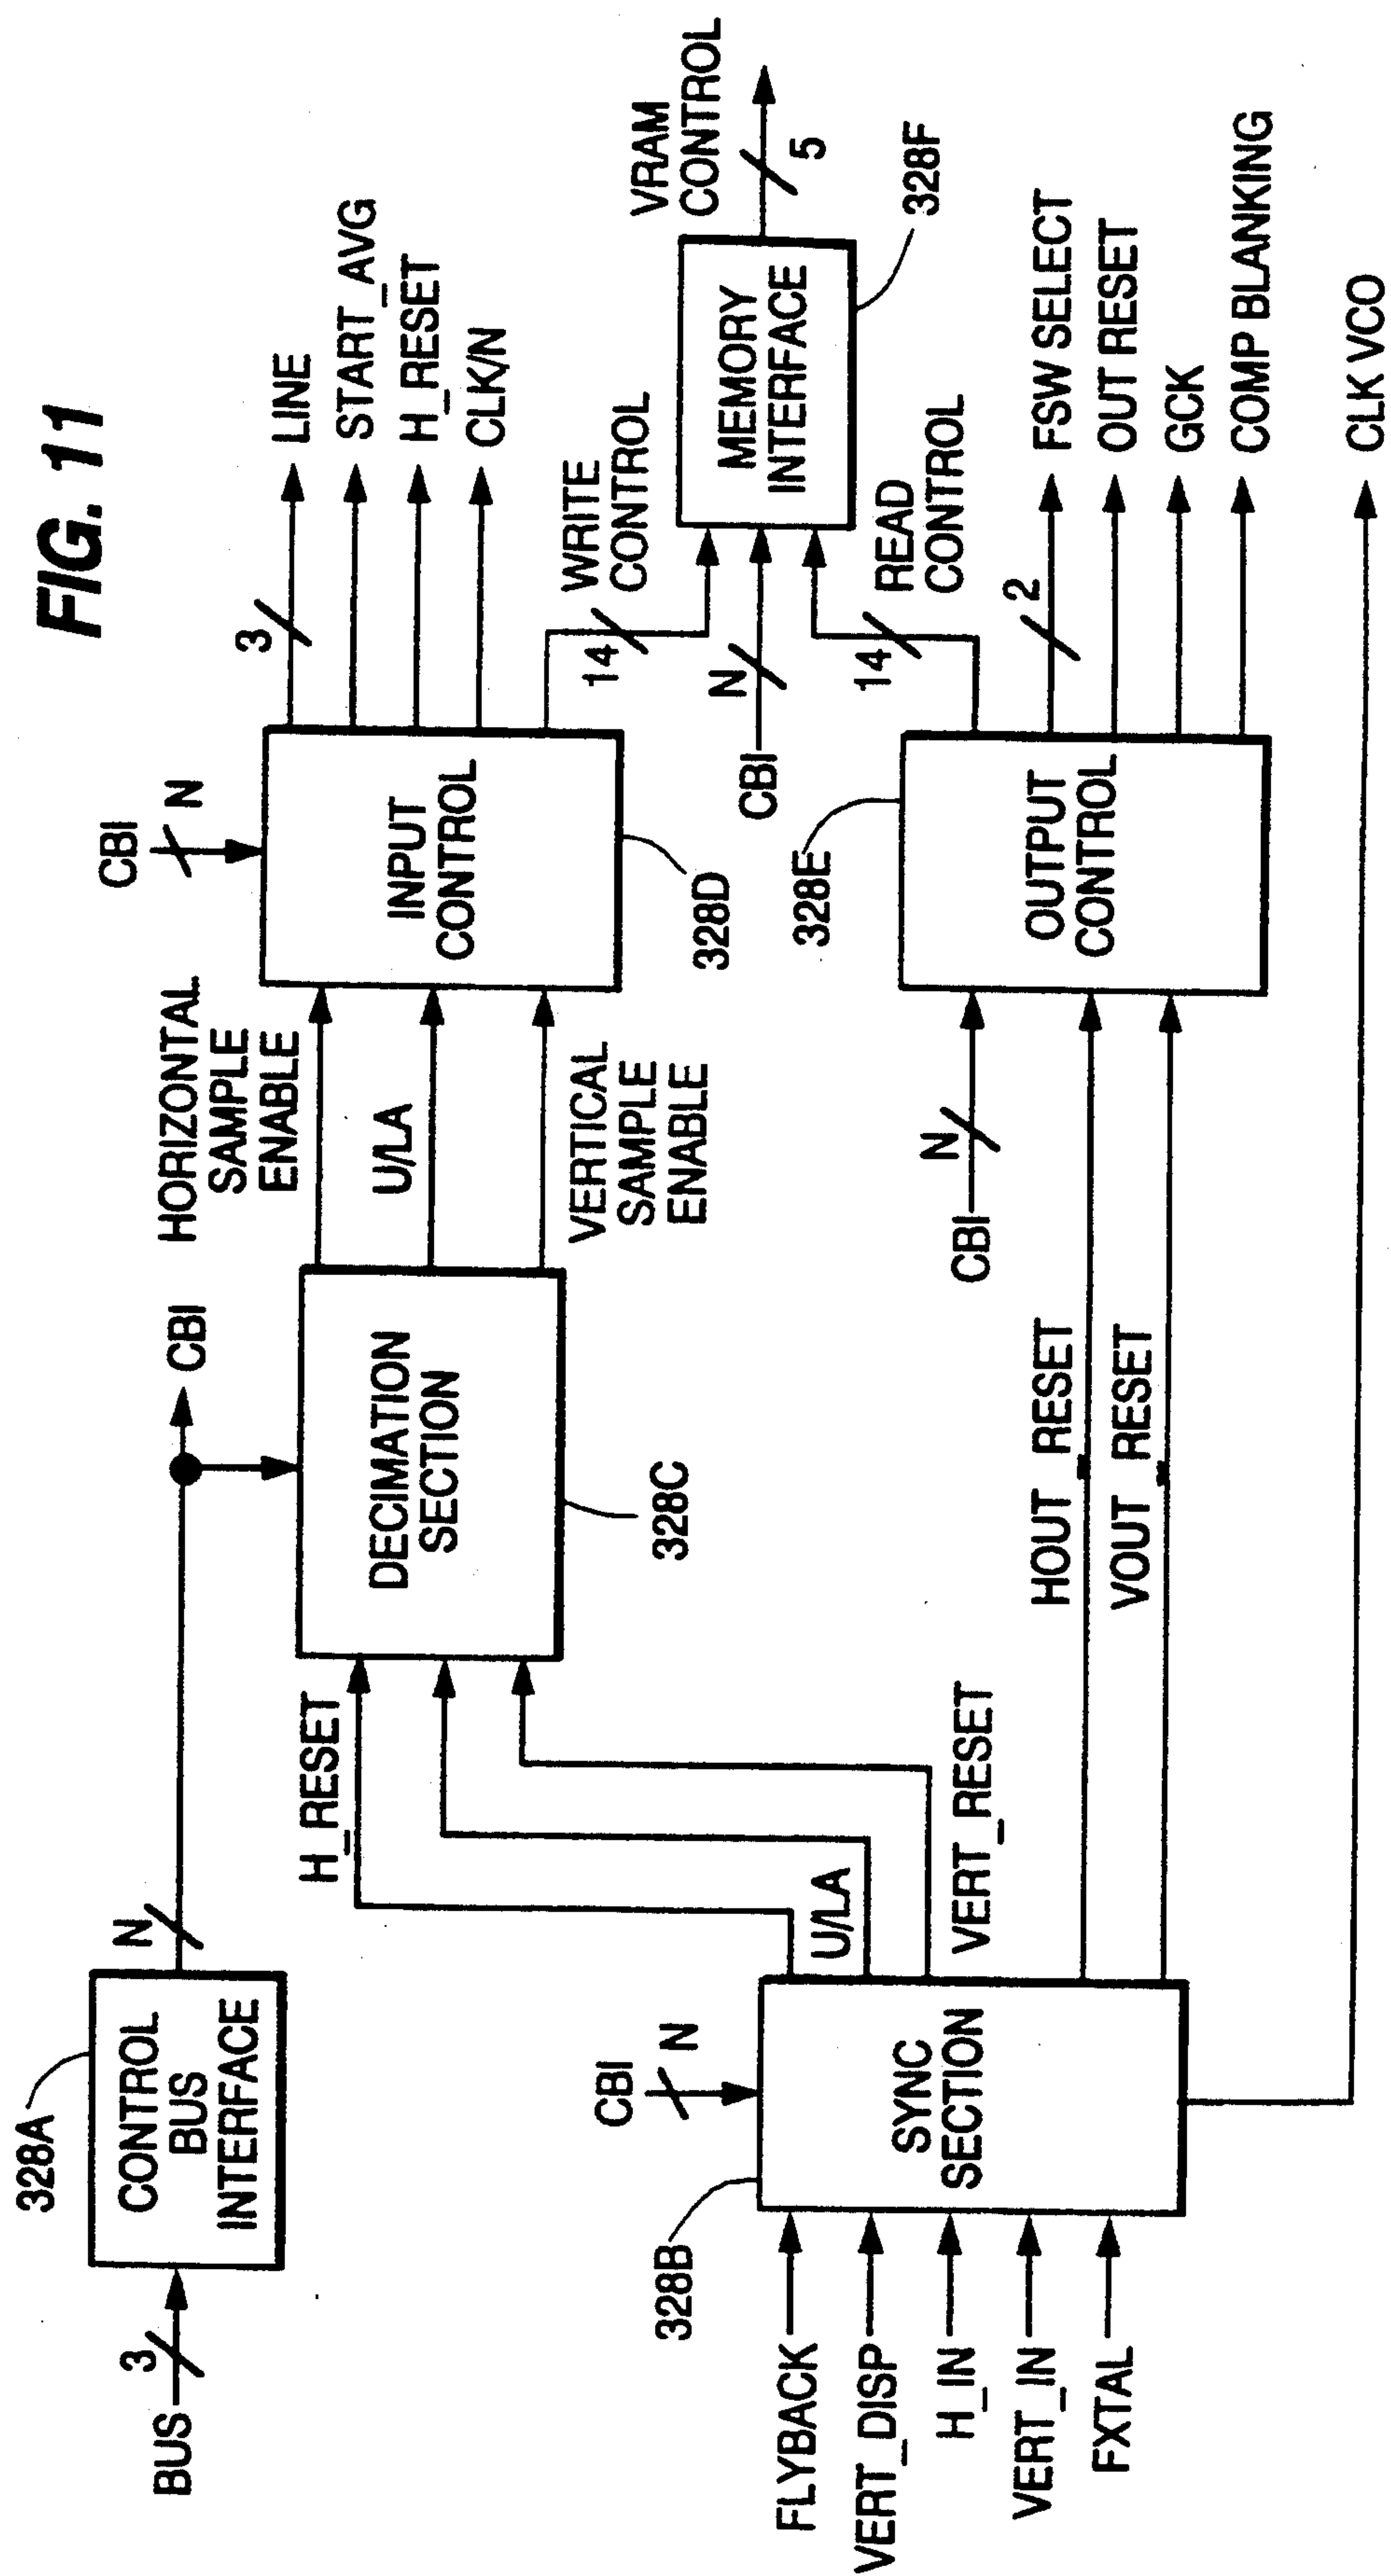 FIG. 11
328A
BUS
3
CONTROL
BUS
INTERFACE
N
CBI
H_RESET
DECIMATION
SECTION
328C
HORIZONTAL
SAMPLE
ENABLE
U/LA
VERTICAL
SAMPLE
ENABLE
CBI
N
INPUT
CONTROL
328D
3
LINE
START_AVG
H_RESET
CLK/N
14
WRITE
CONTROL
CBI
N
MEMORY
INTERFACE
328F
VRAM
CONTROL
5
14
READ
CONTROL
328B
FLYBACK
VERT_DISP
H_IN
VERT_IN
FXTAL
CBI
N
SYNC
SECTION
U/LA
VERT_RESET
HOUT_RESET
VOUT_RESET
CBI
N
328E
OUTPUT
CONTROL
2
FSW SELECT
OUT RESET
GCK
COMP BLANKING
CLK VCO